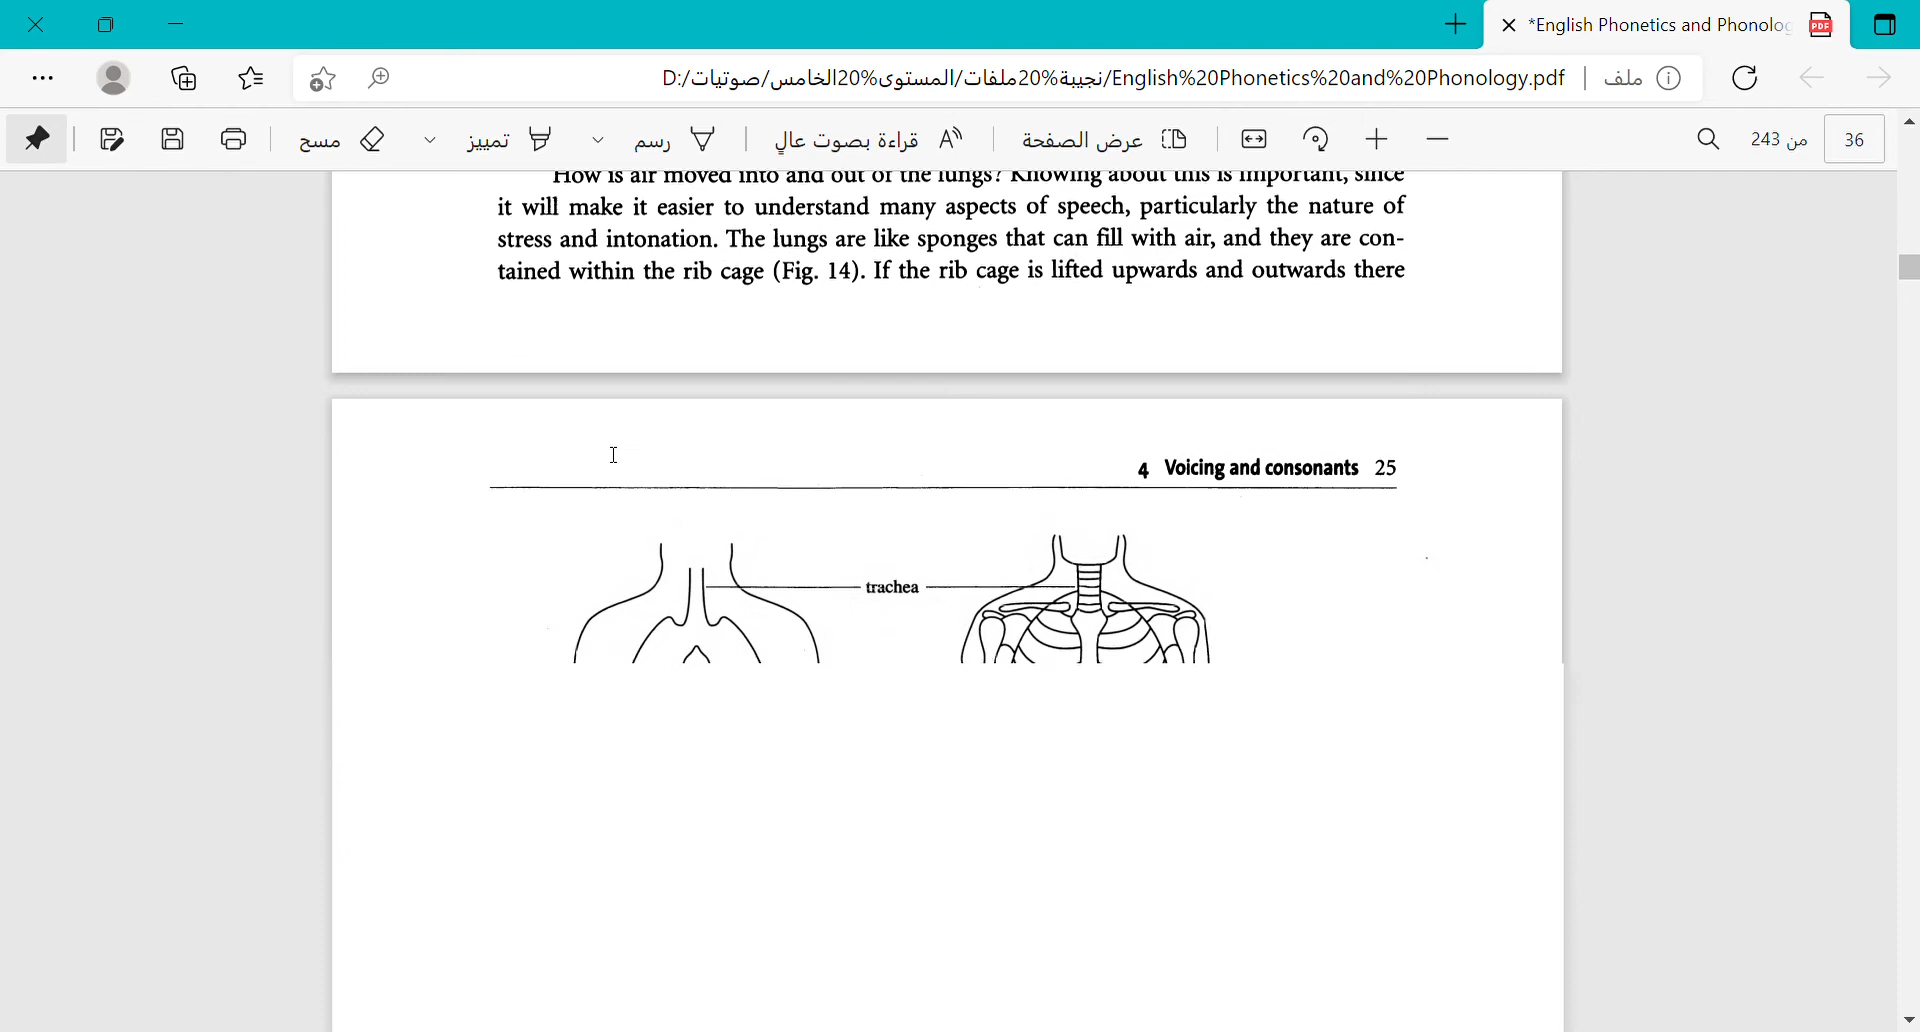 *English Phonetics and Phonolog
D:/نجيبة%20ملفات/المستوى%20الخامس/صوتيات/English%20Phonetics%20and%20Phonology.pdf
ملف
36
من 243
عرض الصفحة
قراءة بصوت عالٍ
رسم
تمييز
مسح
How is air moved into and out of the lungs? Knowing about this is important, since
it will make it easier to understand many aspects of speech, particularly the nature of
stress and intonation. The lungs are like sponges that can fill with air, and they are con-
tained within the rib cage (Fig. 14). If the rib cage is lifted upwards and outwards there
4 Voicing and consonants 25
trachea